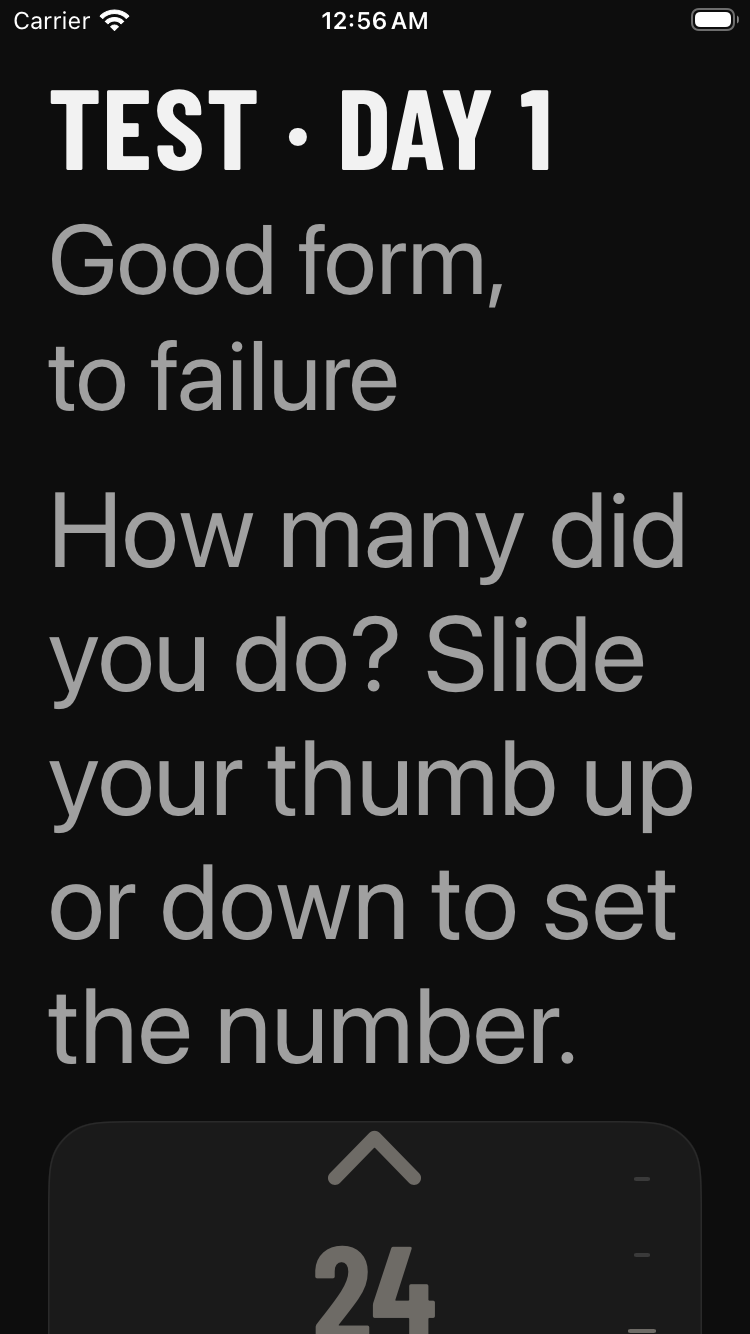 Carrier 12:56 AM
TEST · DAY 1
Good form,
to failure
How many did
you do? Slide
your thumb up
or down to set
the number.
24